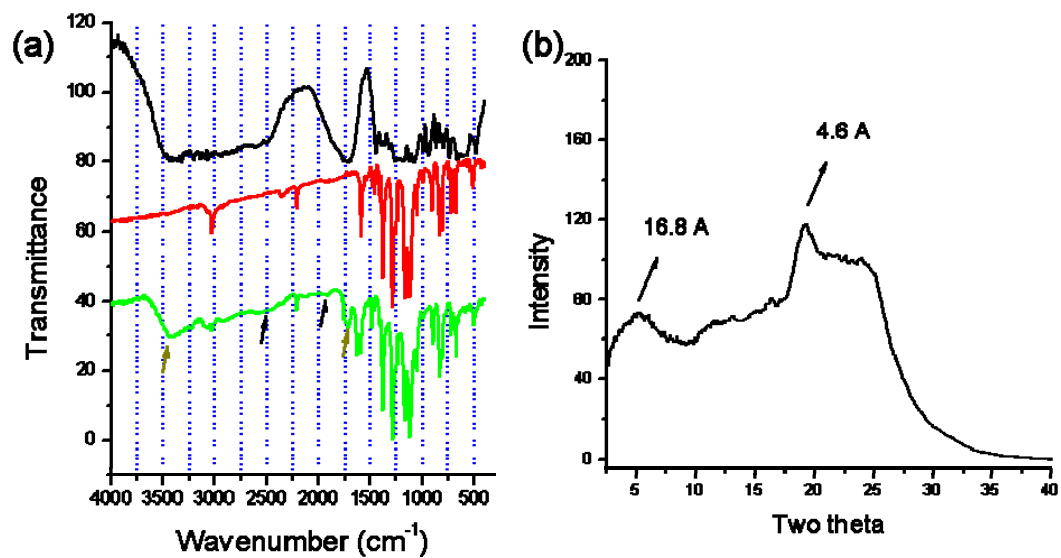 (a)
120
100
80
60
40
20
0
Transmittance
4000 3500 3000 2500 2000 1500 1000 500
Wavenumber (cm⁻¹)
(b)
200
160
120
80
40
0
Intensity
16.8 A
4.6 A
5 10 15 20 25 30 35 40
Two theta